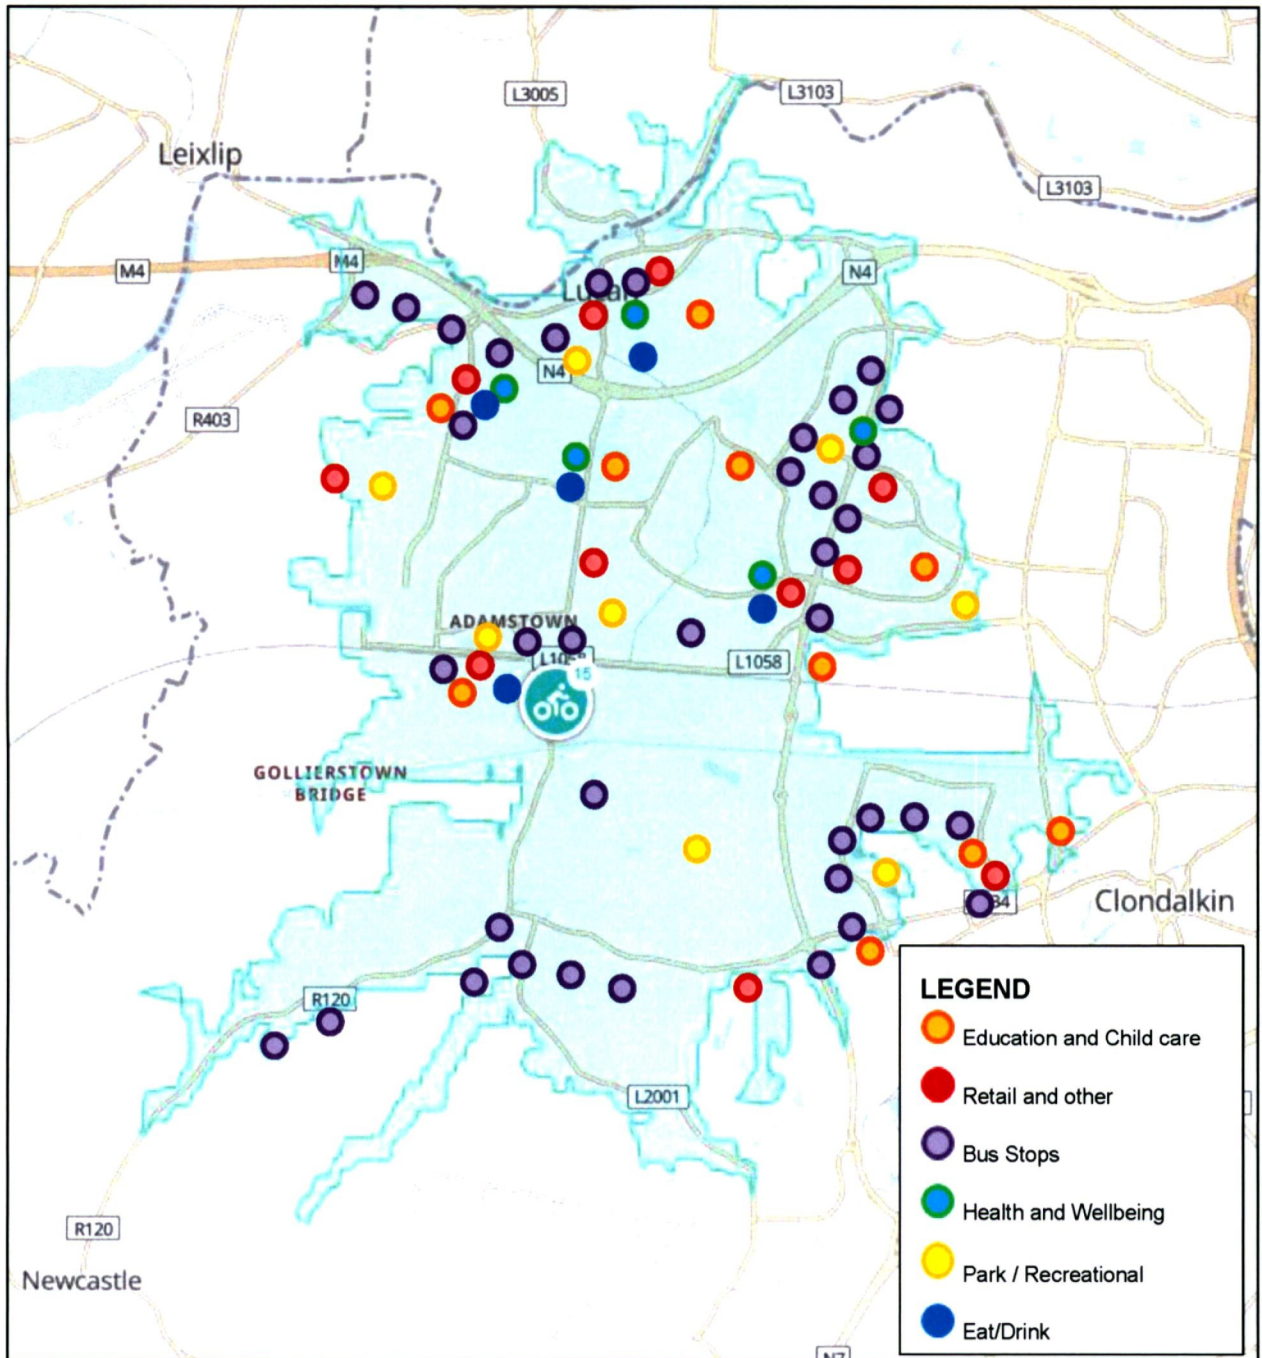 L3005
L3103
Leixlip
L3103
M4
M4
N4
N4
R403
ADAMSTOWN
L1058
15
GOLLIERSTOWN
BRIDGE
Clondalkin
R120
L2001
R120
Newcastle
N7
LEGEND
Education and Child care
Retail and other
Bus Stops
Health and Wellbeing
Park / Recreational
Eat/Drink